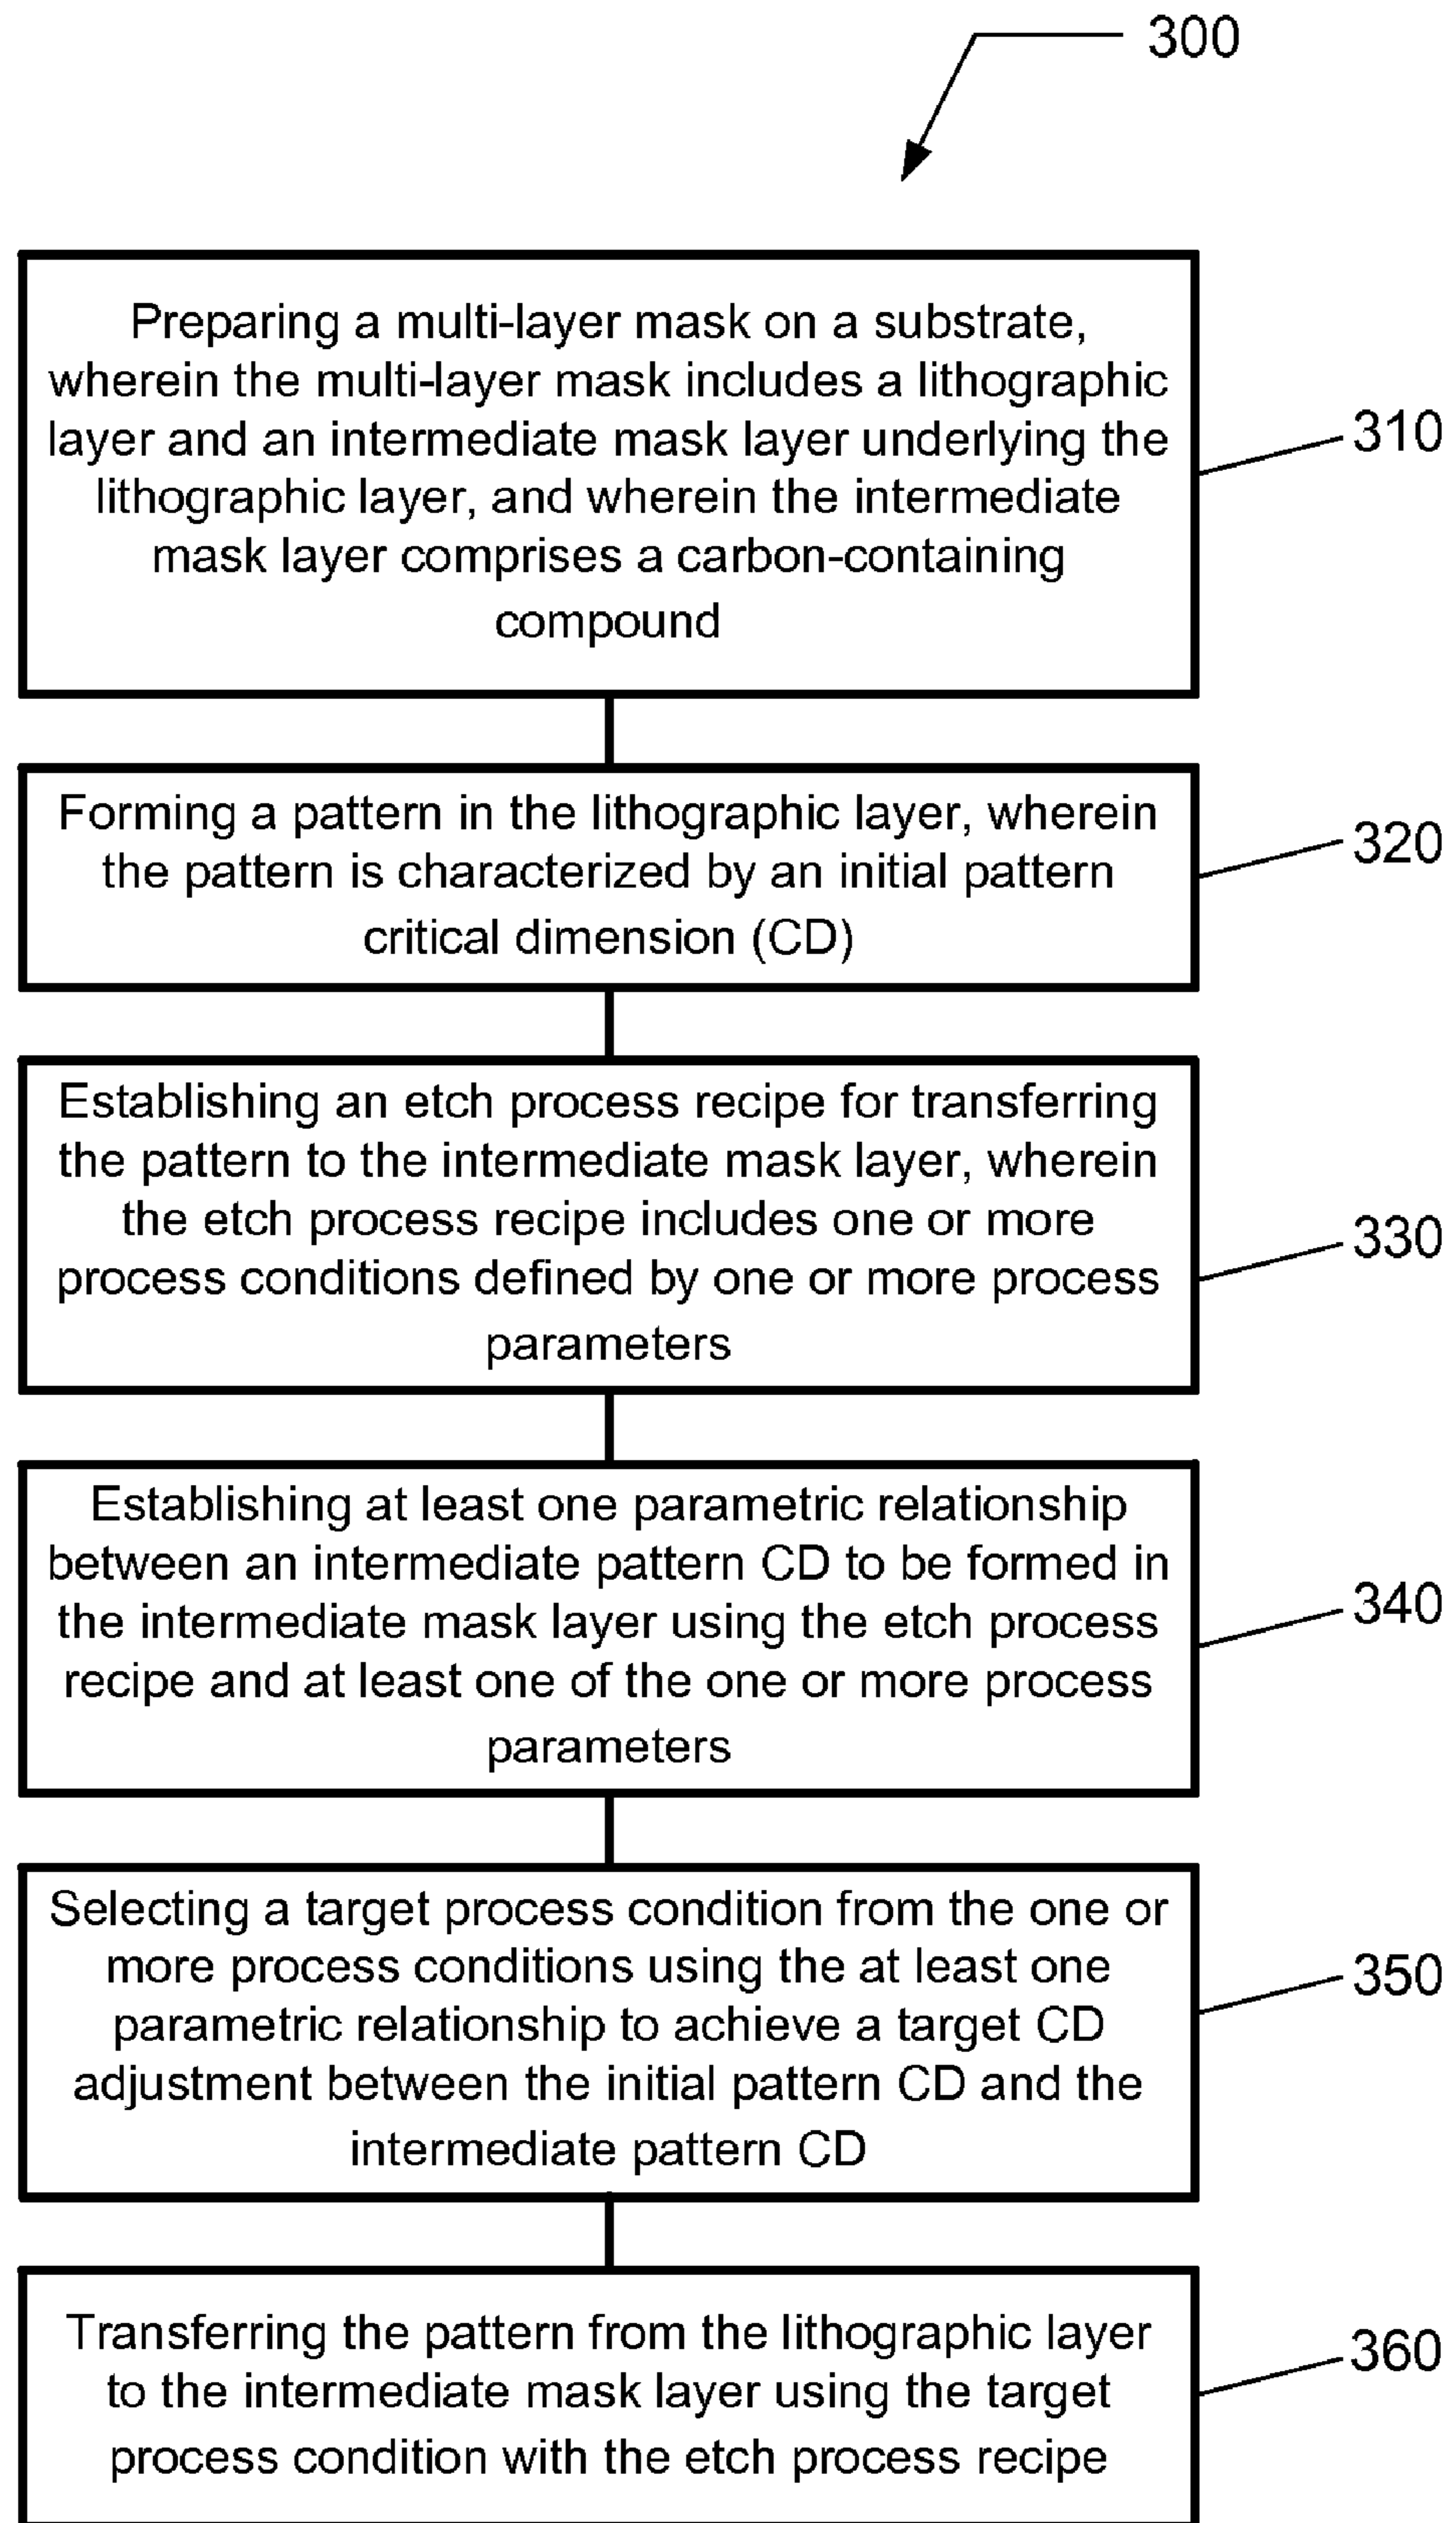 300
Preparing a multi-layer mask on a substrate,
wherein the multi-layer mask includes a lithographic
layer and an intermediate mask layer underlying the
lithographic layer, and wherein the intermediate
mask layer comprises a carbon-containing
compound
310
Forming a pattern in the lithographic layer, wherein
the pattern is characterized by an initial pattern
critical dimension (CD)
320
Establishing an etch process recipe for transferring
the pattern to the intermediate mask layer, wherein
the etch process recipe includes one or more
process conditions defined by one or more process
parameters
330
Establishing at least one parametric relationship
between an intermediate pattern CD to be formed in
the intermediate mask layer using the etch process
recipe and at least one of the one or more process
parameters
340
Selecting a target process condition from the one or
more process conditions using the at least one
parametric relationship to achieve a target CD
adjustment between the initial pattern CD and the
intermediate pattern CD
350
Transferring the pattern from the lithographic layer
to the intermediate mask layer using the target
process condition with the etch process recipe
360